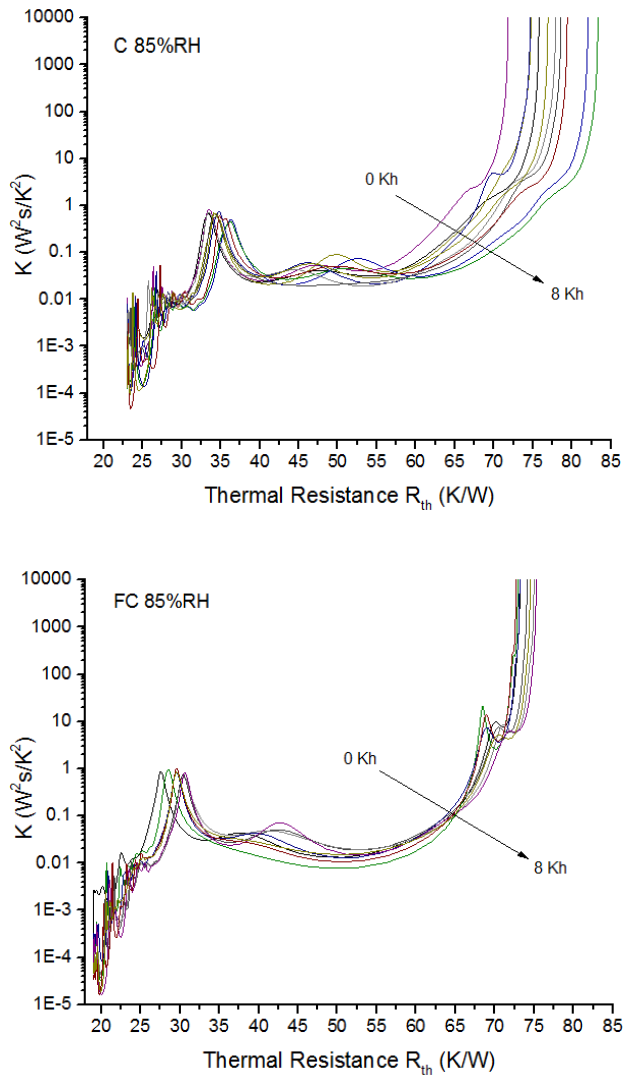 C 85%RH
K (W²s/K²)
10000
1000
100
10
1
0.1
0.01
1E-3
1E-4
1E-5
0 Kh
8 Kh
20 25 30 35 40 45 50 55 60 65 70 75 80 85
Thermal Resistance Rth (K/W)
FC 85%RH
K (W²s/K²)
10000
1000
100
10
1
0.1
0.01
1E-3
1E-4
1E-5
0 Kh
8 Kh
20 25 30 35 40 45 50 55 60 65 70 75 80 85
Thermal Resistance Rth (K/W)